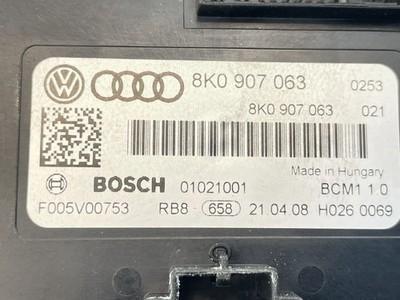 8K0 907 063 0253
8K0 907 063 021
Made in Hungary
BOSCH 01021001 BCM1 1.0
F005V00753 RB8 - 658 21.04.08 H026 0069